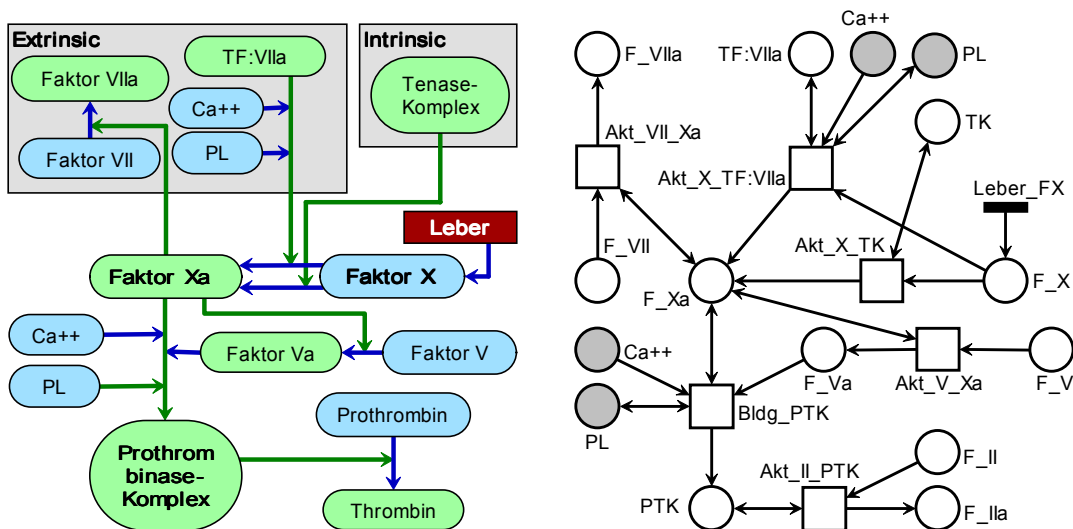 Extrinsic
Intrinsic
Faktor VIIa
TF:VIIa
Tenase-
Komplex
Ca++
PL
Faktor VII
Leber
Faktor Xa
Faktor X
Ca++
Faktor Va
Faktor V
PL
Prothrombin
Prothrom
binase-
Komplex
Thrombin
F_VIIa
TF:VIIa
Ca++
PL
TK
Akt_VII_Xa
Akt_X_TF:VIIa
Leber_FX
F_VII
Akt_X_TK
F_Xa
F_X
Ca++
F_Va
Akt_V_Xa
F_V
Bldg_PTK
PL
Akt_II_PTK
F_II
PTK
F_IIa